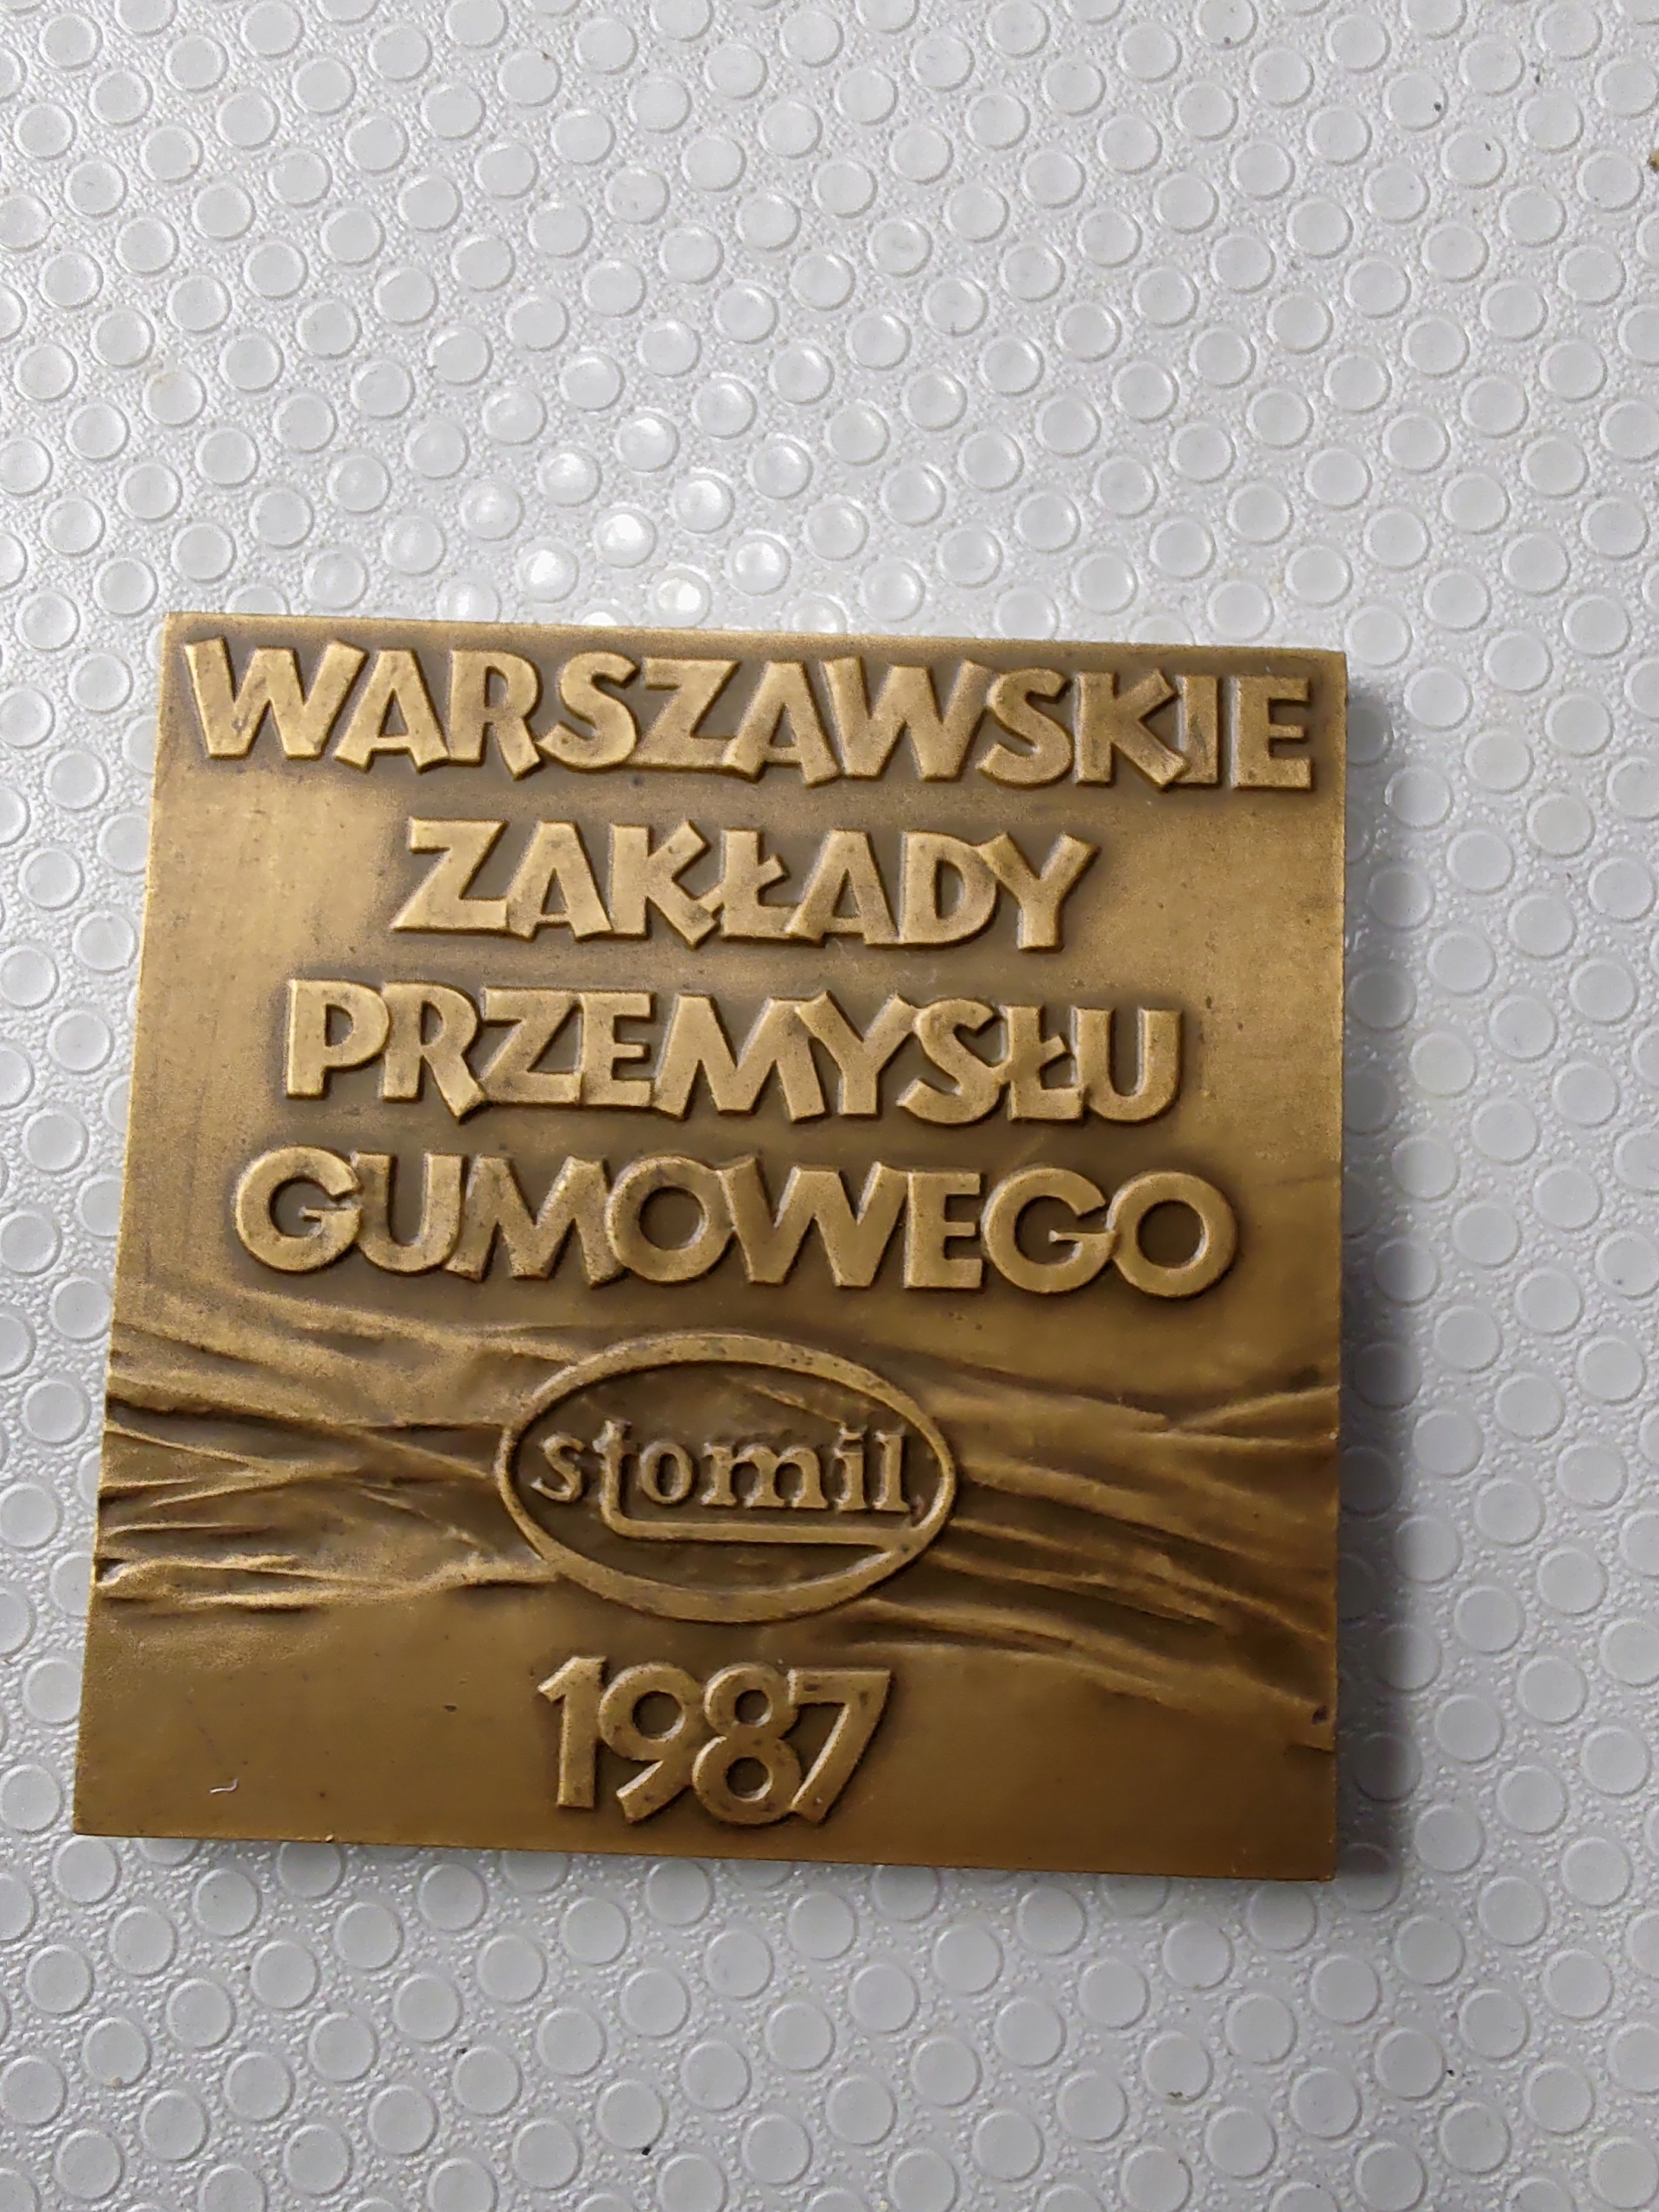 WARSZAWSKIE
ZAKŁADY
PRZEMYSŁU
GUMOWEGO
stomil
1987